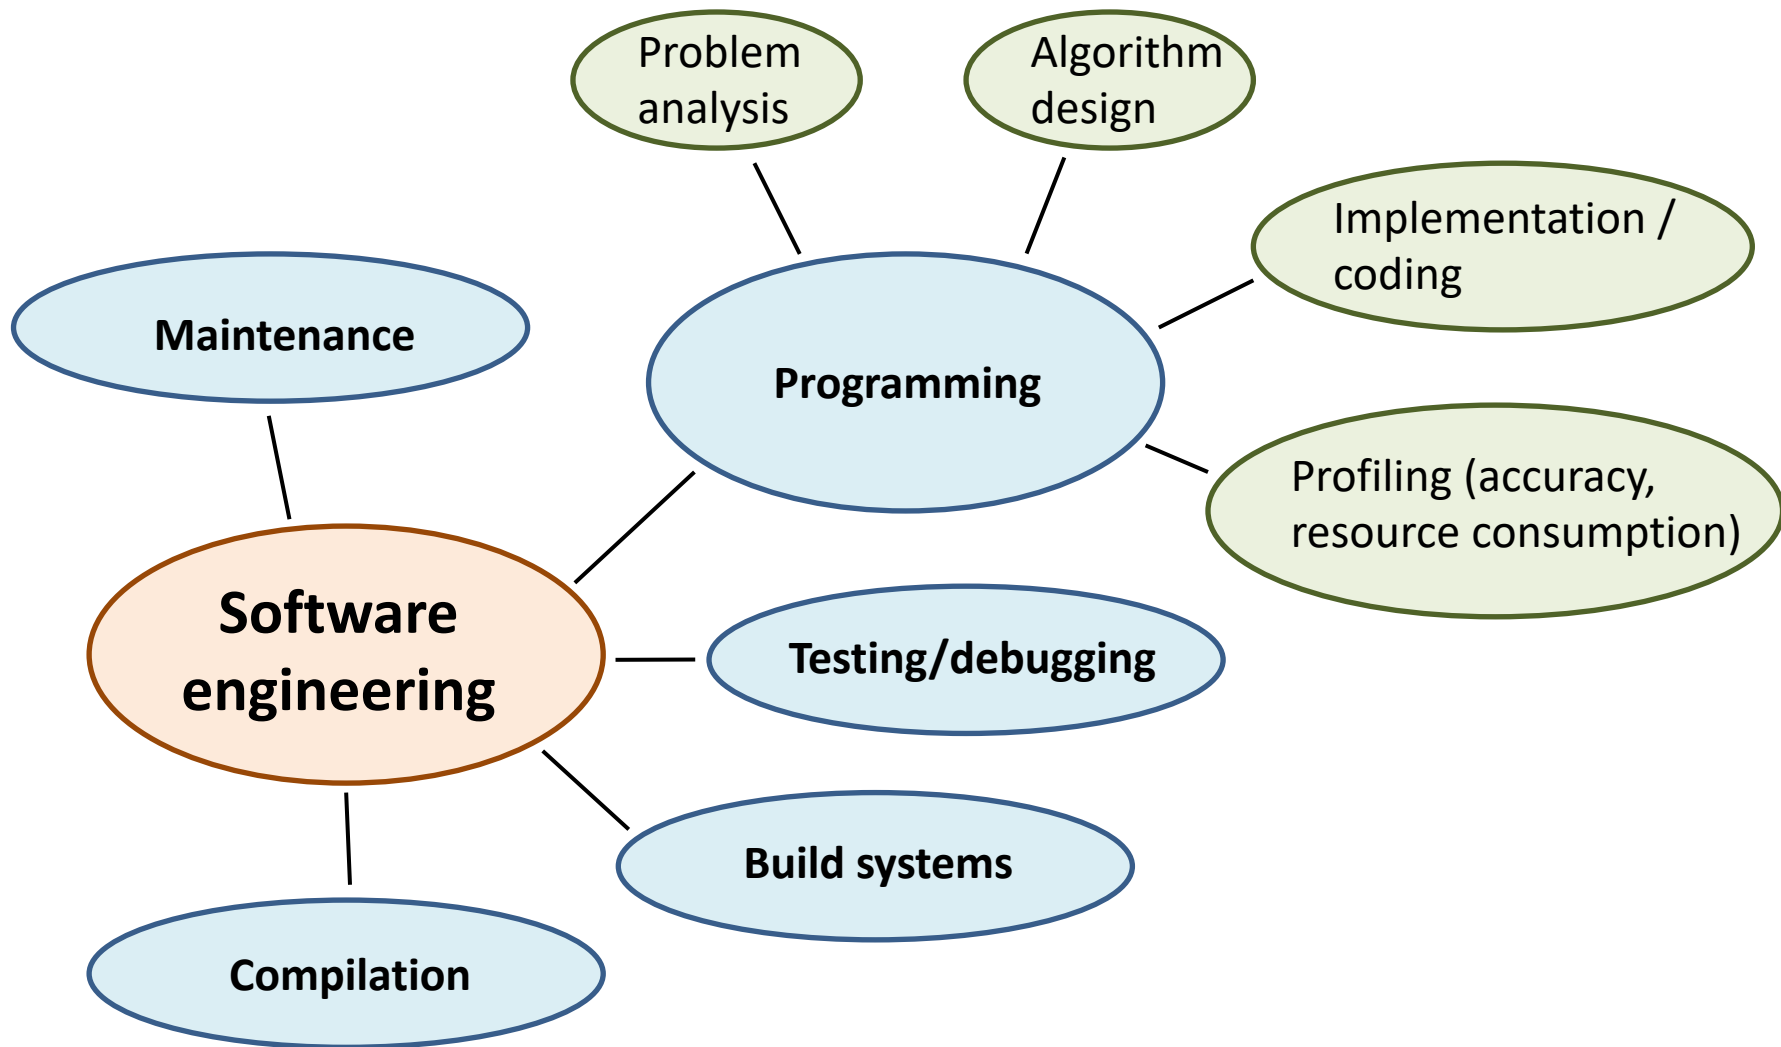 Problem
analysis
Algorithm
design
Implementation /
coding
Maintenance
Programming
Profiling (accuracy,
resource consumption)
Software
engineering
Testing/debugging
Build systems
Compilation